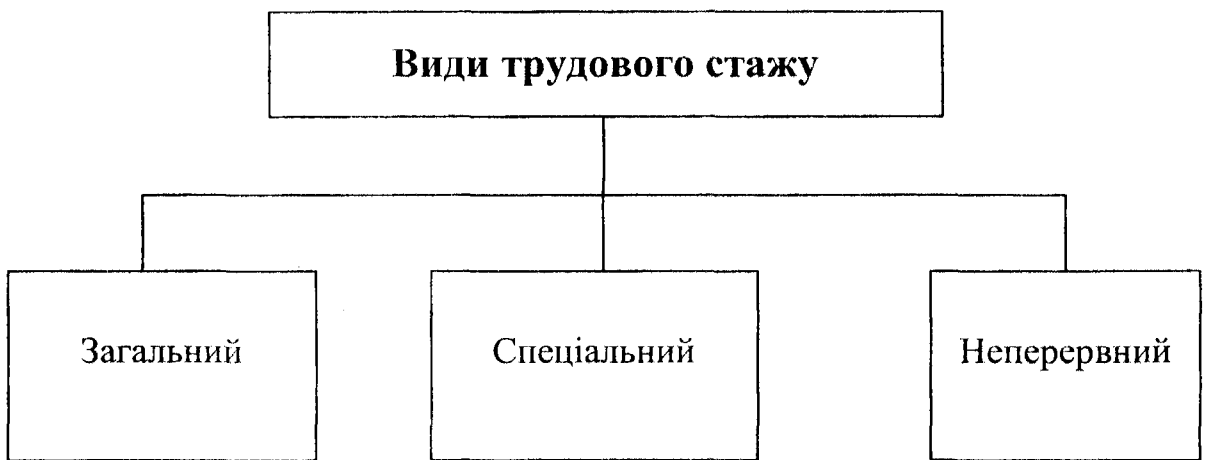 Види трудового стажу
Загальний
Спеціальний
Неперервний